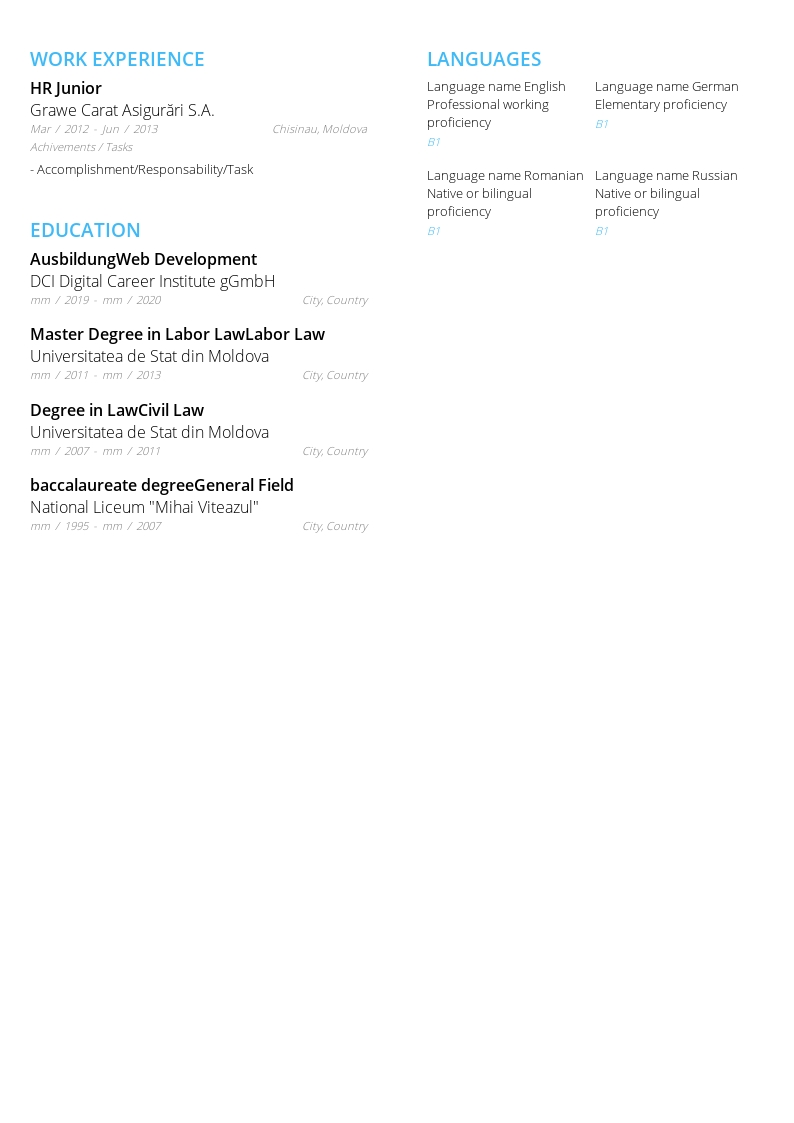 WORK EXPERIENCE
HR Junior
Grawe Carat Asigurări S.A.
Mar / 2012 - Jun / 2013 Chisinau, Moldova
Achivements / Tasks
- Accomplishment/Responsability/Task
EDUCATION
AusbildungWeb Development
DCI Digital Career Institute gGmbH
mm / 2019 - mm / 2020 City, Country
Master Degree in Labor LawLabor Law
Universitatea de Stat din Moldova
mm / 2011 - mm / 2013 City, Country
Degree in LawCivil Law
Universitatea de Stat din Moldova
mm / 2007 - mm / 2011 City, Country
baccalaureate degreeGeneral Field
National Liceum "Mihai Viteazul"
mm / 1995 - mm / 2007 City, Country
LANGUAGES
Language name English
Professional working
proficiency
B1
Language name German
Elementary proficiency
B1
Language name Romanian
Native or bilingual
proficiency
B1
Language name Russian
Native or bilingual
proficiency
B1